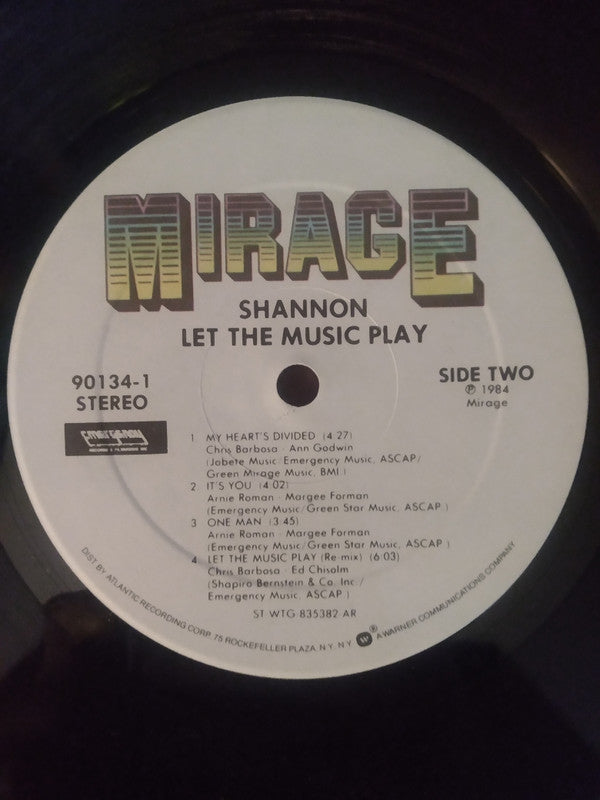 MIRAGE
SHANNON
LET THE MUSIC PLAY
90134-1
STEREO
SIDE TWO
℗ 1984
Mirage
Emergency
1 MY HEART'S DIVIDED (4:27)
Chris Barbosa - Ann Godwin
(Jobete Music/Emergency Music, ASCAP/
Green Mirage Music, BMI)
2 IT'S YOU (4:02)
Arnie Roman - Margee Forman
(Emergency Music/Green Star Music, ASCAP)
3 ONE MAN (3:45)
Arnie Roman - Margee Forman
(Emergency Music/Green Star Music, ASCAP)
4 LET THE MUSIC PLAY (Re-mix) (6:03)
Chris Barbosa - Ed Chisolm
(Shapiro Bernstein & Co. Inc./
Emergency Music, ASCAP)
ST WTG 835382 AR
DIST. BY ATLANTIC RECORDING CORP. 75 ROCKEFELLER PLAZA, N.Y. N.Y. ® A WARNER COMMUNICATIONS COMPANY